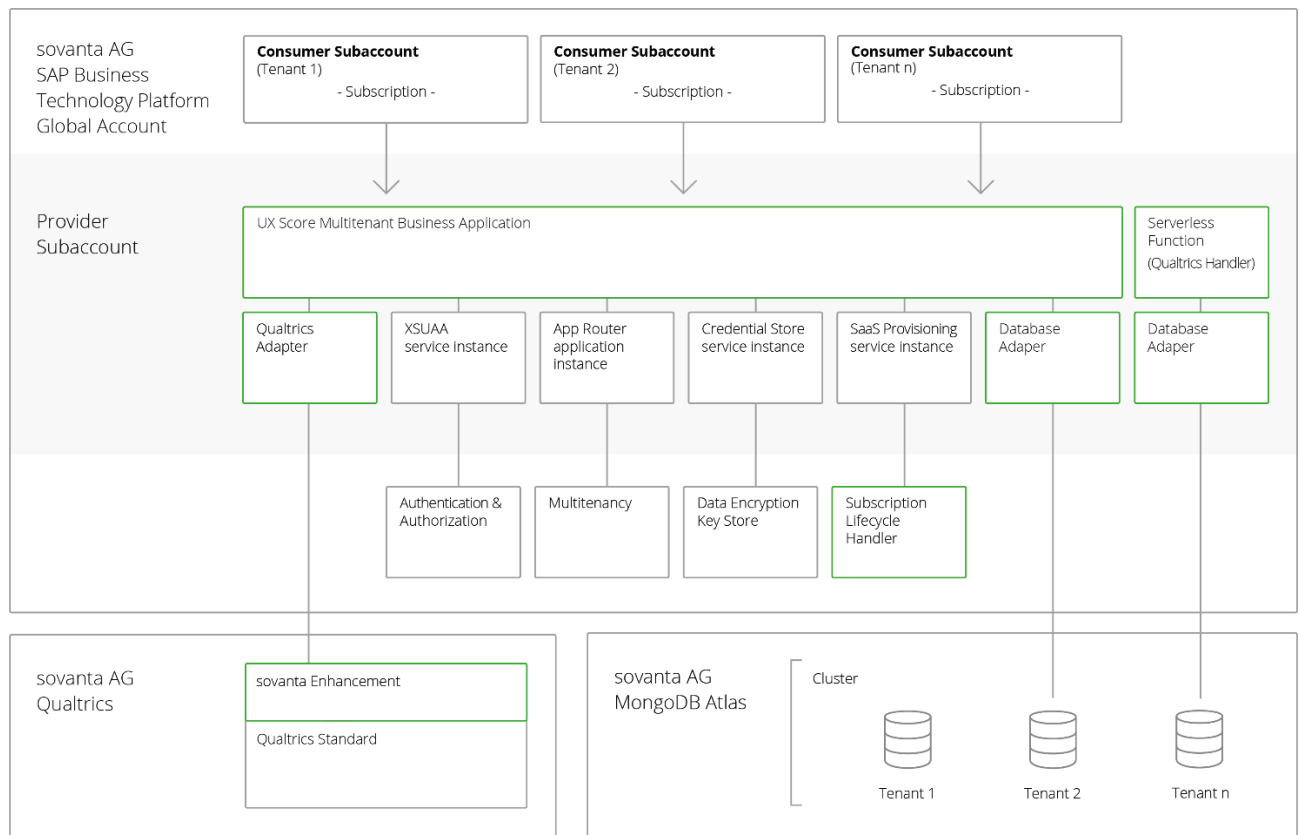 sovanta AG
SAP Business
Technology Platform
Global Account
Consumer Subaccount
(Tenant 1)
- Subscription -
Consumer Subaccount
(Tenant 2)
- Subscription -
Consumer Subaccount
(Tenant n)
- Subscription -
Provider
Subaccount
UX Score Multitenant Business Application
Serverless
Function
(Qualtrics Handler)
Qualtrics
Adapter
XSUAA
service instance
App Router
application
instance
Credential Store
service instance
SaaS Provisioning
service instance
Database
Adaper
Database
Adaper
Authentication &
Authorization
Multitenancy
Data Encryption
Key Store
Subscription
Lifecycle
Handler
sovanta AG
Qualtrics
sovanta Enhancement
Qualtrics Standard
sovanta AG
MongoDB Atlas
Cluster
Tenant 1
Tenant 2
Tenant n